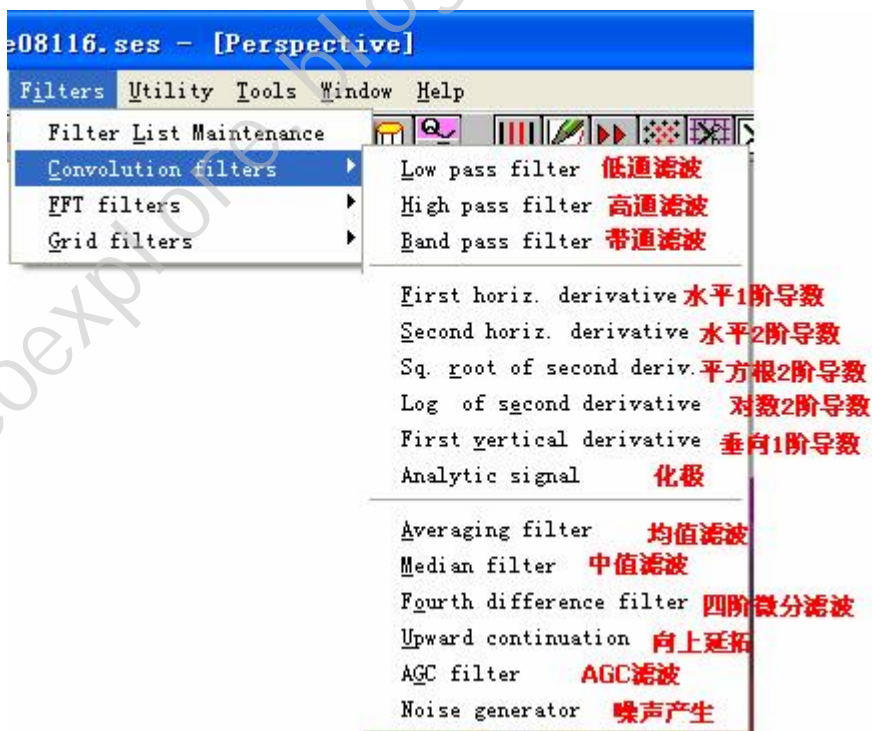 e08116.ses - [Perspective]
Filters Utility Tools Window Help
Filter List Maintenance
Convolution filters
FFT filters
Grid filters
Low pass filter 低通滤波
High pass filter 高通滤波
Band pass filter 带通滤波
First horiz. derivative 水平1阶导数
Second horiz. derivative 水平2阶导数
Sq. root of second deriv. 平方根2阶导数
Log of second derivative 对数2阶导数
First vertical derivative 垂向1阶导数
Analytic signal 化极
Averaging filter 均值滤波
Median filter 中值滤波
Fourth difference filter 四阶微分滤波
Upward continuation 向上延拓
AGC filter AGC滤波
Noise generator 噪声产生
oexplore.blog